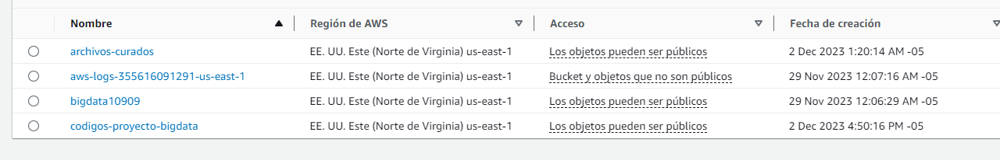 Nombre Región de AWS Acceso Fecha de creación
archivos-curados EE. UU. Este (Norte de Virginia) us-east-1 Los objetos pueden ser públicos 2 Dec 2023 1:20:14 AM -05
aws-logs-355616091291-us-east-1 EE. UU. Este (Norte de Virginia) us-east-1 Bucket y objetos que no son públicos 29 Nov 2023 12:07:16 AM -05
bigdata10909 EE. UU. Este (Norte de Virginia) us-east-1 Los objetos pueden ser públicos 29 Nov 2023 12:06:29 AM -05
codigos-proyecto-bigdata EE. UU. Este (Norte de Virginia) us-east-1 Los objetos pueden ser públicos 2 Dec 2023 4:50:16 PM -05